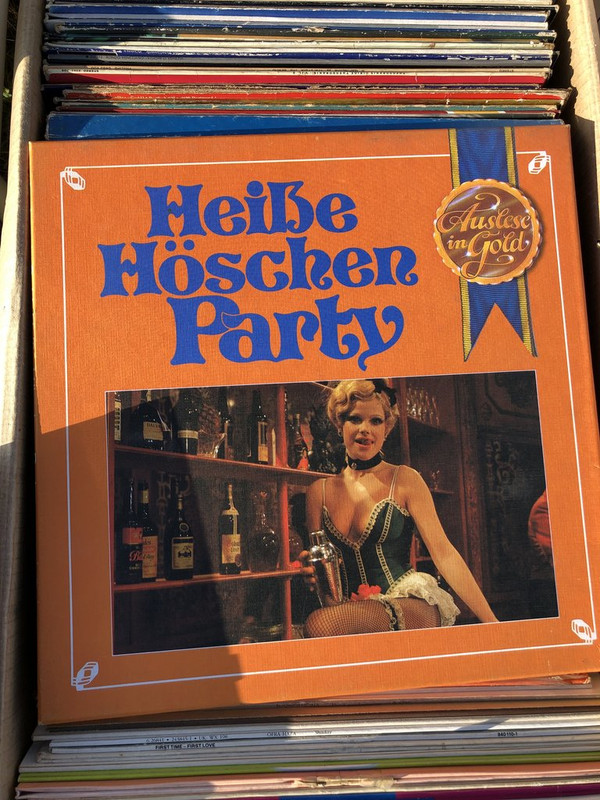 Heiße
Höschen
Party
Auslese
in Gold
FIRST TIME – FIRST LOVE